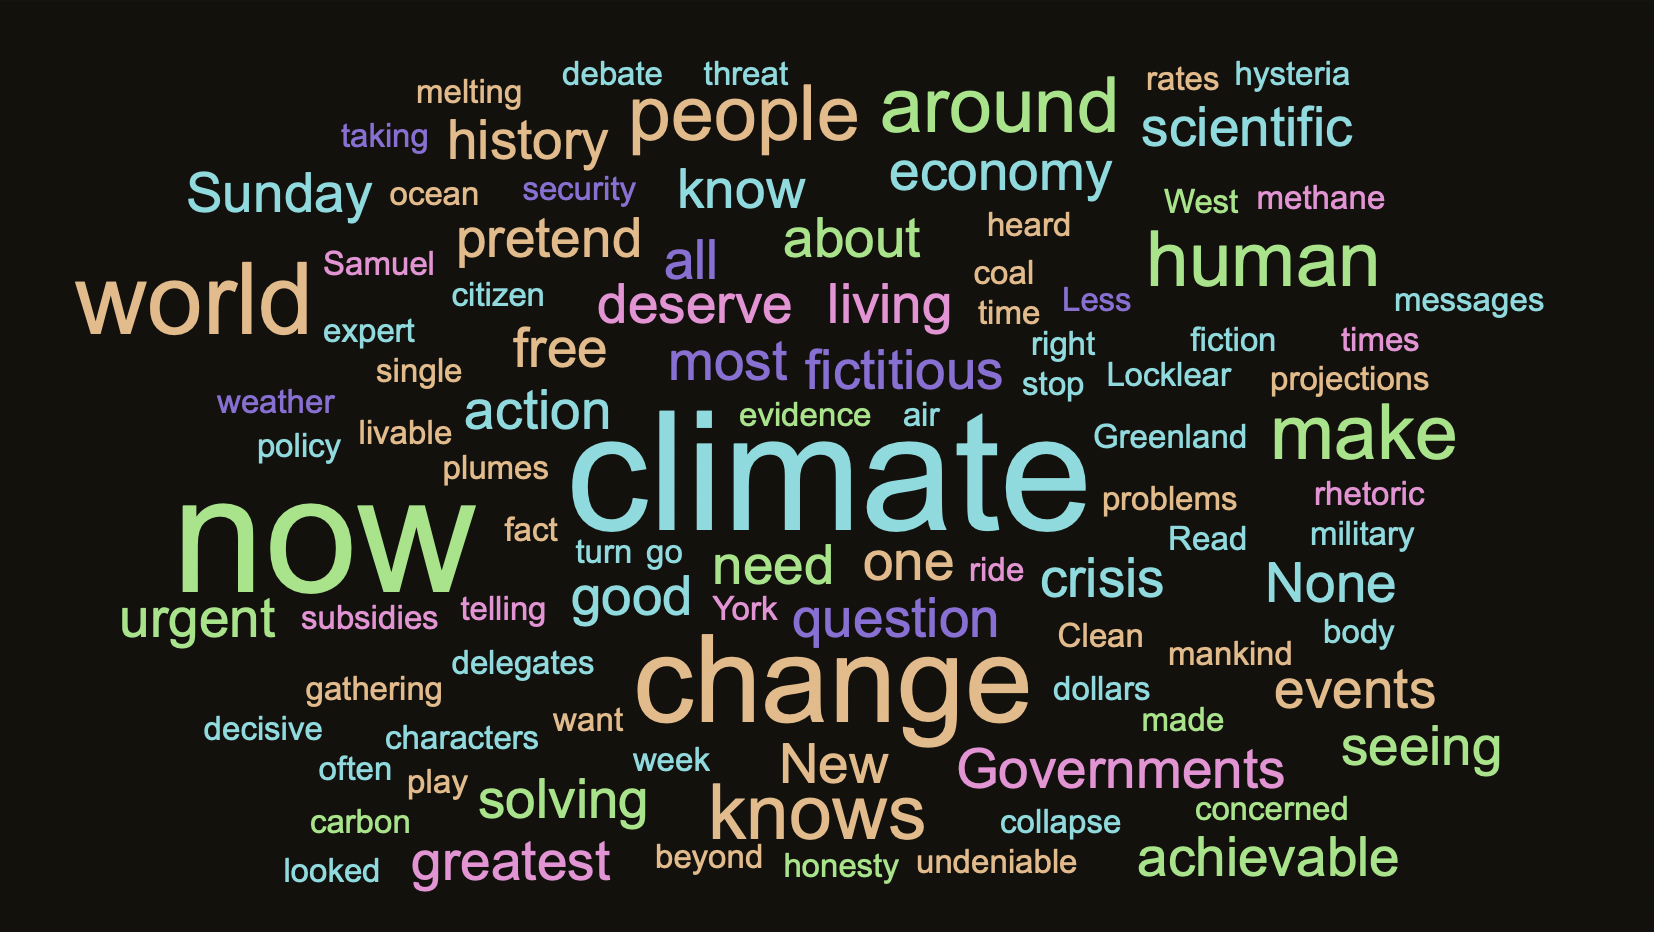 debate threat rates hysteria
melting people around
taking history scientific
Sunday ocean security know economy West methane
pretend about heard human
Samuel all coal
world citizen deserve living time Less messages
expert free right fiction times
single most fictitious stop Locklear projections
weather action evidence air
policy livable climate Greenland make
plumes problems rhetoric
now fact turn go need one ride Read military
urgent subsidies telling good York question crisis None
delegates Clean mankind body
gathering change dollars events
decisive characters want made
often play week New Governments seeing
carbon solving knows collapse concerned
looked greatest beyond honesty undeniable achievable